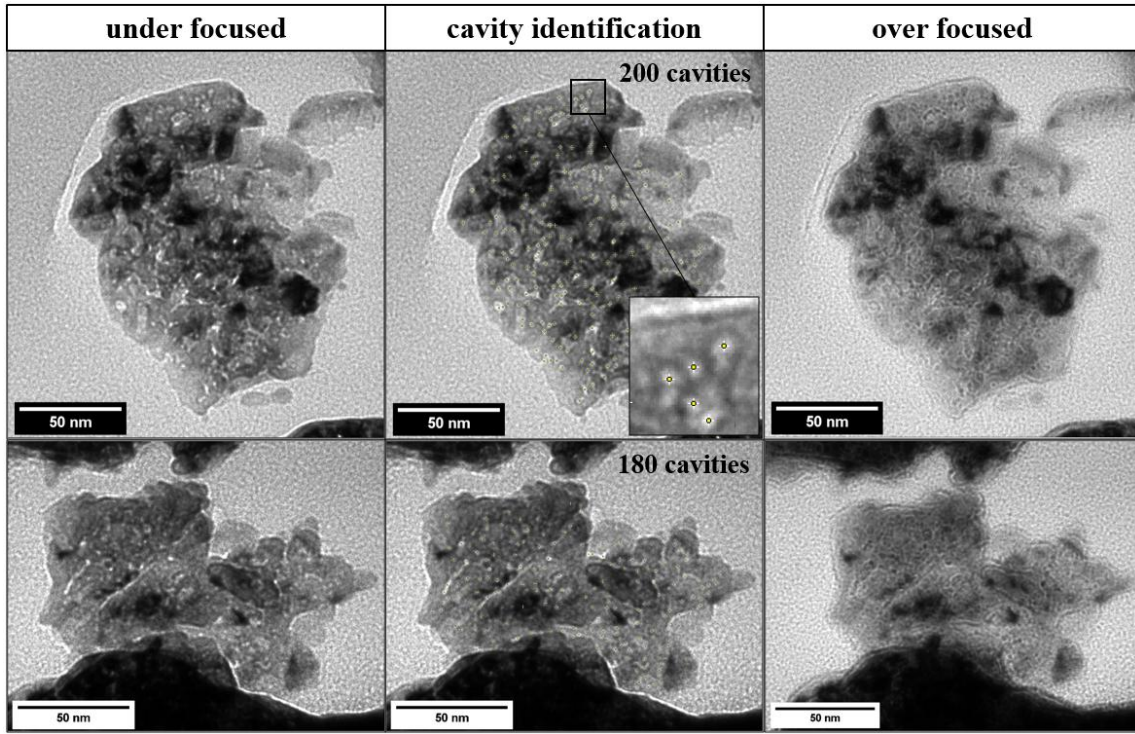 under focused
cavity identification
over focused
200 cavities
50 nm
50 nm
50 nm
180 cavities
50 nm
50 nm
50 nm